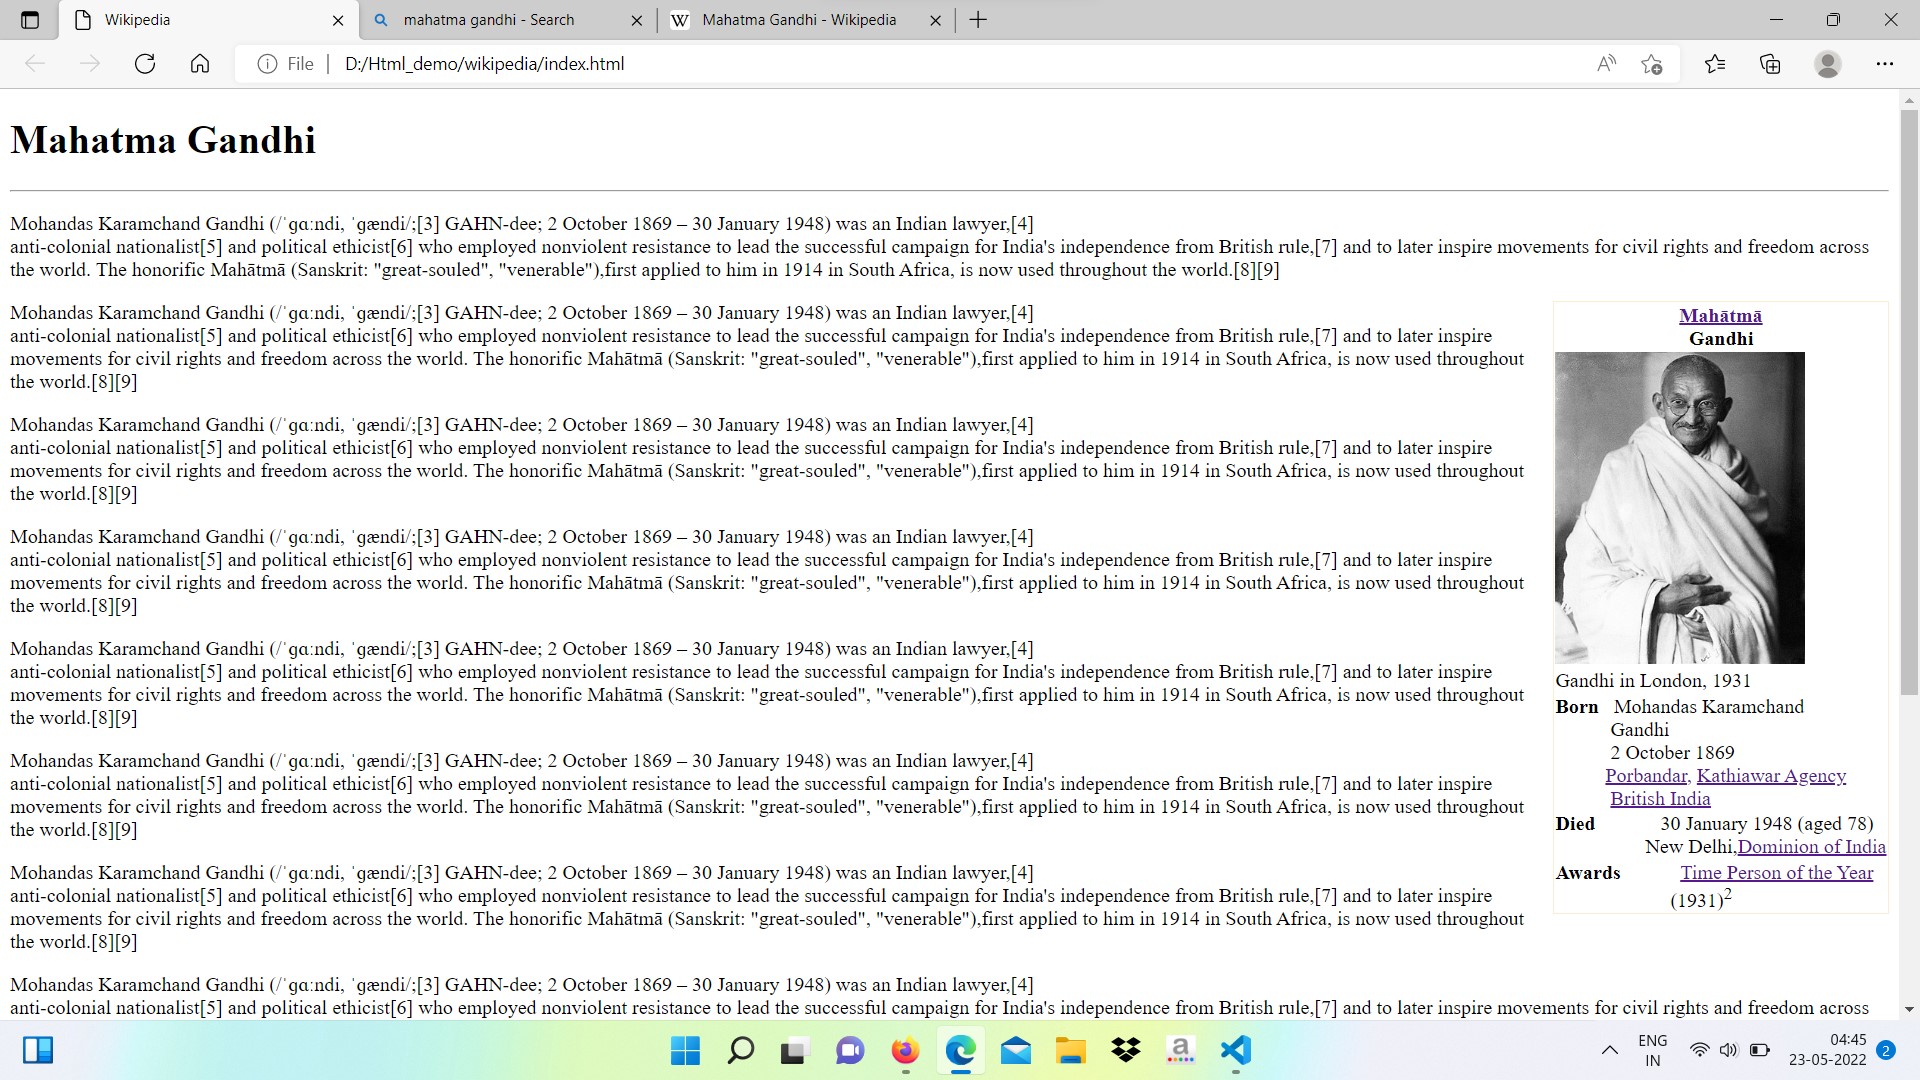 Wikipedia
mahatma gandhi - Search
W Mahatma Gandhi - Wikipedia
File D:/Html_demo/wikipedia/index.html
Mahatma Gandhi
Mohandas Karamchand Gandhi (/ˈɡɑːndi, ˈɡændi/;[3] GAHN-dee; 2 October 1869 – 30 January 1948) was an Indian lawyer,[4]
anti-colonial nationalist[5] and political ethicist[6] who employed nonviolent resistance to lead the successful campaign for India's independence from British rule,[7] and to later inspire movements for civil rights and freedom across
the world. The honorific Mahātmā (Sanskrit: "great-souled", "venerable"),first applied to him in 1914 in South Africa, is now used throughout the world.[8][9]
Mohandas Karamchand Gandhi (/ˈɡɑːndi, ˈɡændi/;[3] GAHN-dee; 2 October 1869 – 30 January 1948) was an Indian lawyer,[4]
anti-colonial nationalist[5] and political ethicist[6] who employed nonviolent resistance to lead the successful campaign for India's independence from British rule,[7] and to later inspire
movements for civil rights and freedom across the world. The honorific Mahātmā (Sanskrit: "great-souled", "venerable"),first applied to him in 1914 in South Africa, is now used throughout
the world.[8][9]
Mohandas Karamchand Gandhi (/ˈɡɑːndi, ˈɡændi/;[3] GAHN-dee; 2 October 1869 – 30 January 1948) was an Indian lawyer,[4]
anti-colonial nationalist[5] and political ethicist[6] who employed nonviolent resistance to lead the successful campaign for India's independence from British rule,[7] and to later inspire
movements for civil rights and freedom across the world. The honorific Mahātmā (Sanskrit: "great-souled", "venerable"),first applied to him in 1914 in South Africa, is now used throughout
the world.[8][9]
Mohandas Karamchand Gandhi (/ˈɡɑːndi, ˈɡændi/;[3] GAHN-dee; 2 October 1869 – 30 January 1948) was an Indian lawyer,[4]
anti-colonial nationalist[5] and political ethicist[6] who employed nonviolent resistance to lead the successful campaign for India's independence from British rule,[7] and to later inspire
movements for civil rights and freedom across the world. The honorific Mahātmā (Sanskrit: "great-souled", "venerable"),first applied to him in 1914 in South Africa, is now used throughout
the world.[8][9]
Mohandas Karamchand Gandhi (/ˈɡɑːndi, ˈɡændi/;[3] GAHN-dee; 2 October 1869 – 30 January 1948) was an Indian lawyer,[4]
anti-colonial nationalist[5] and political ethicist[6] who employed nonviolent resistance to lead the successful campaign for India's independence from British rule,[7] and to later inspire
movements for civil rights and freedom across the world. The honorific Mahātmā (Sanskrit: "great-souled", "venerable"),first applied to him in 1914 in South Africa, is now used throughout
the world.[8][9]
Mohandas Karamchand Gandhi (/ˈɡɑːndi, ˈɡændi/;[3] GAHN-dee; 2 October 1869 – 30 January 1948) was an Indian lawyer,[4]
anti-colonial nationalist[5] and political ethicist[6] who employed nonviolent resistance to lead the successful campaign for India's independence from British rule,[7] and to later inspire
movements for civil rights and freedom across the world. The honorific Mahātmā (Sanskrit: "great-souled", "venerable"),first applied to him in 1914 in South Africa, is now used throughout
the world.[8][9]
Mohandas Karamchand Gandhi (/ˈɡɑːndi, ˈɡændi/;[3] GAHN-dee; 2 October 1869 – 30 January 1948) was an Indian lawyer,[4]
anti-colonial nationalist[5] and political ethicist[6] who employed nonviolent resistance to lead the successful campaign for India's independence from British rule,[7] and to later inspire
movements for civil rights and freedom across the world. The honorific Mahātmā (Sanskrit: "great-souled", "venerable"),first applied to him in 1914 in South Africa, is now used throughout
the world.[8][9]
Mohandas Karamchand Gandhi (/ˈɡɑːndi, ˈɡændi/;[3] GAHN-dee; 2 October 1869 – 30 January 1948) was an Indian lawyer,[4]
anti-colonial nationalist[5] and political ethicist[6] who employed nonviolent resistance to lead the successful campaign for India's independence from British rule,[7] and to later inspire movements for civil rights and freedom across
Mahātmā
Gandhi
Gandhi in London, 1931
Born Mohandas Karamchand
Gandhi
2 October 1869
Porbandar, Kathiawar Agency
British India
Died 30 January 1948 (aged 78)
New Delhi,Dominion of India
Awards Time Person of the Year
(1931)2
a
ENG
IN
04:45
23-05-2022
2